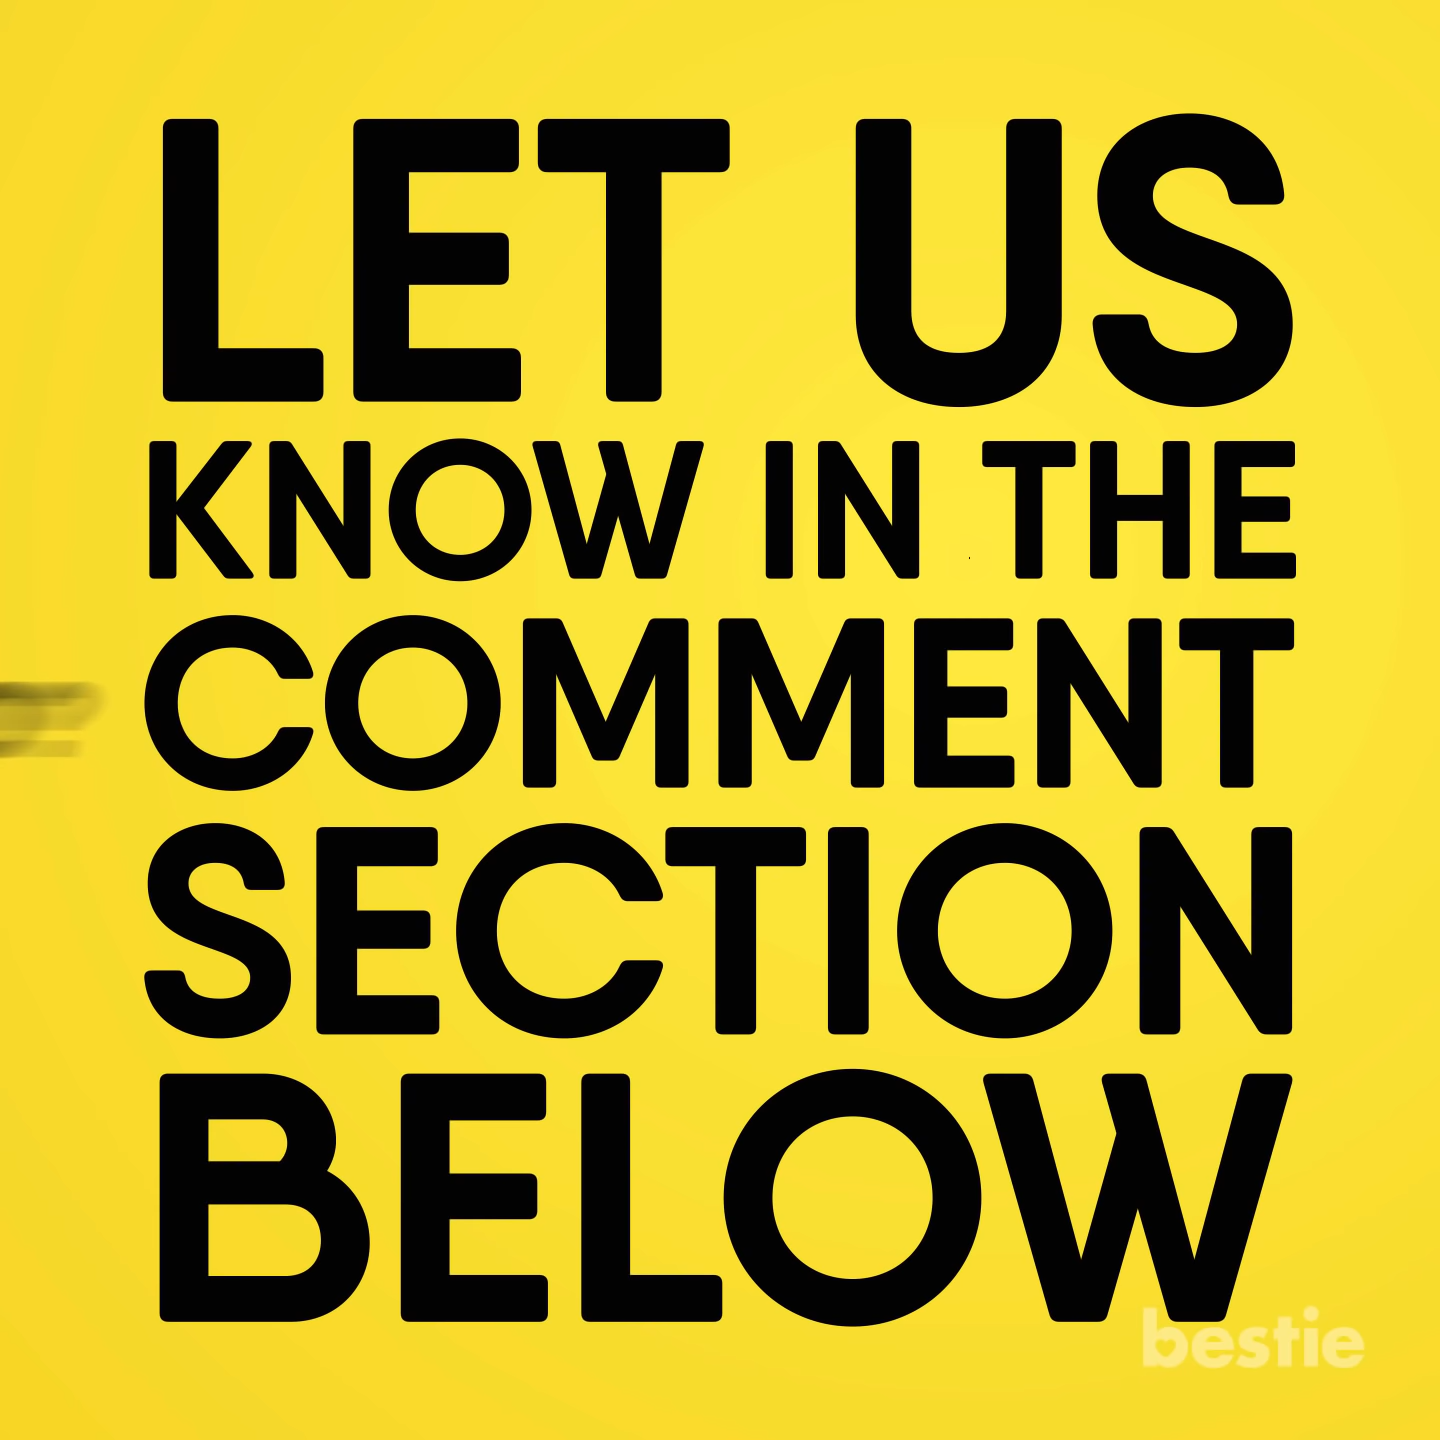 LET US
KNOW IN THE
COMMENT
SECTION
BELOW
bestie